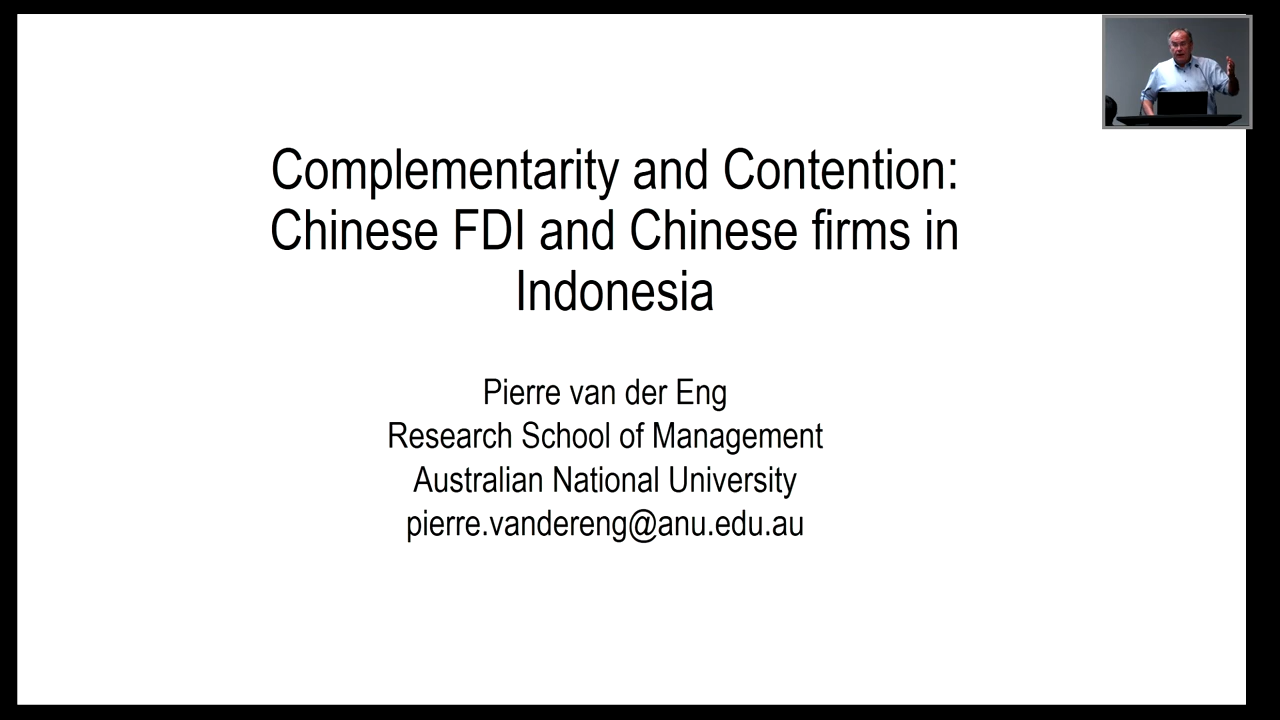 Complementarity and Contention:
Chinese FDI and Chinese firms in
Indonesia
Pierre van der Eng
Research School of Management
Australian National University
pierre.vandereng@anu.edu.au